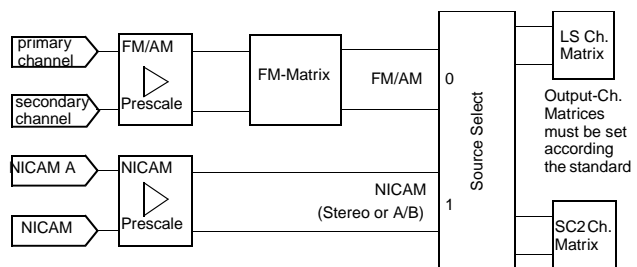 primary
channel
secondary
channel
FM/AM
Prescale
FM-Matrix
FM/AM
0
NICAM A
NICAM
NICAM
Prescale
NICAM
(Stereo or A/B)
1
Source Select
LS Ch.
Matrix
Output-Ch.
Matrices
must be set
according
the standard
SC2 Ch.
Matrix